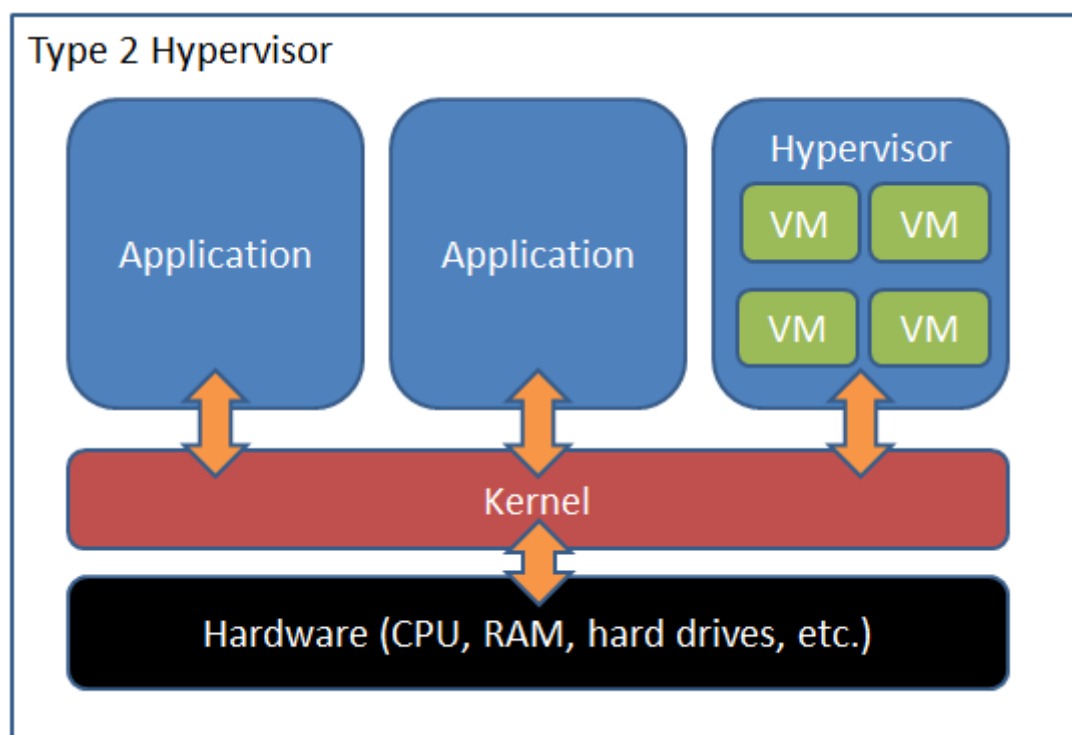 Type 2 Hypervisor
Application
Application
Hypervisor
VM VM
VM VM
Kernel
Hardware (CPU, RAM, hard drives, etc.)